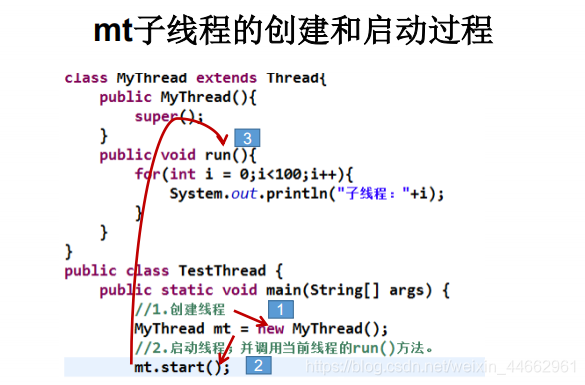 mt子线程的创建和启动过程
class MyThread extends Thread{
public MyThread(){
super();
}
3
public void run(){
for(int i = 0;i<100;i++){
System.out.println("子线程："+i);
}
}
}
public class TestThread {
public static void main(String[] args) {
//1.创建线程
1
MyThread mt = new MyThread();
//2.启动线程；并调用当前线程的run()方法。
mt.start();
2
https://blog.csdn.net/weixin_44662961